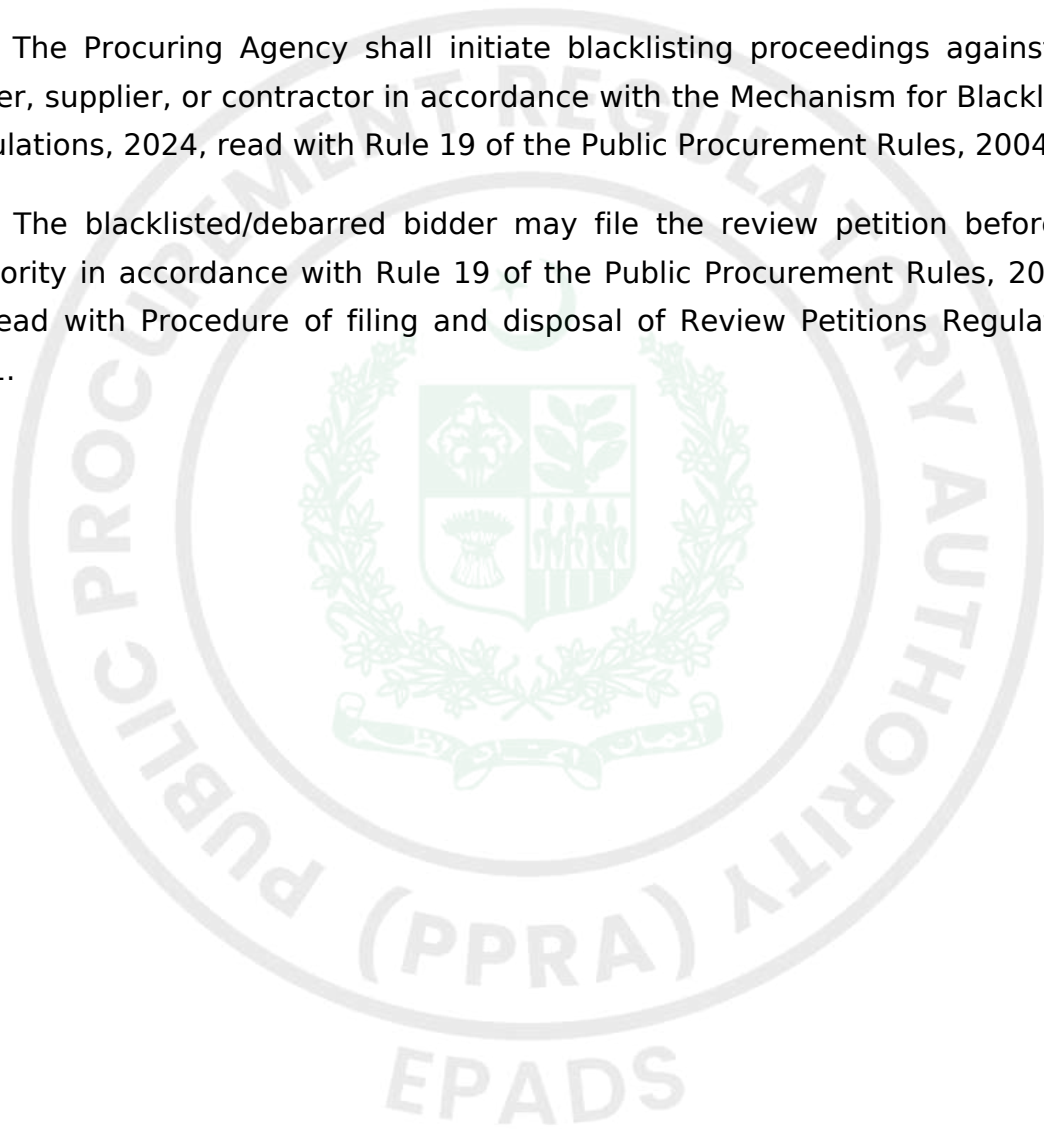 The Procuring Agency shall initiate blacklisting proceedings against
er, supplier, or contractor in accordance with the Mechanism for Blackl
ulations, 2024, read with Rule 19 of the Public Procurement Rules, 2004
The blacklisted/debarred bidder may file the review petition before
ority in accordance with Rule 19 of the Public Procurement Rules, 20
ead with Procedure of filing and disposal of Review Petitions Regula
.
PUBLIC PROCUREMENT REGULATORY AUTHORITY
(PPRA)
EPADS